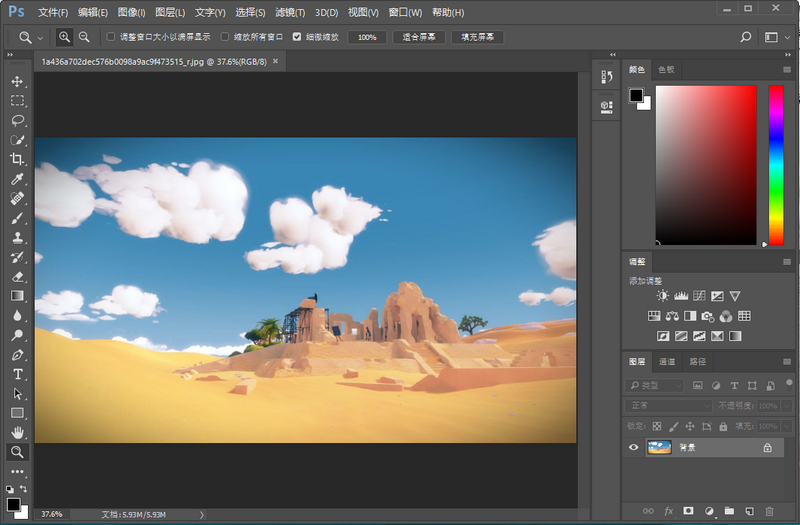 Ps 文件(F) 编辑(E) 图像(I) 图层(L) 文字(Y) 选择(S) 滤镜(T) 3D(D) 视图(V) 窗口(W) 帮助(H)
调整窗口大小以满屏显示 缩放所有窗口 细微缩放 100% 适合屏幕 填充屏幕
1a436a702dec576b0098a9ac9f473515_r.jpg @ 37.6%(RGB/8)
颜色 色板
调整
添加调整
图层 通道 路径
类型
正常 不透明度: 100%
锁定: 填充: 100%
背景
fx
37.6% 文档:5.93M/5.93M